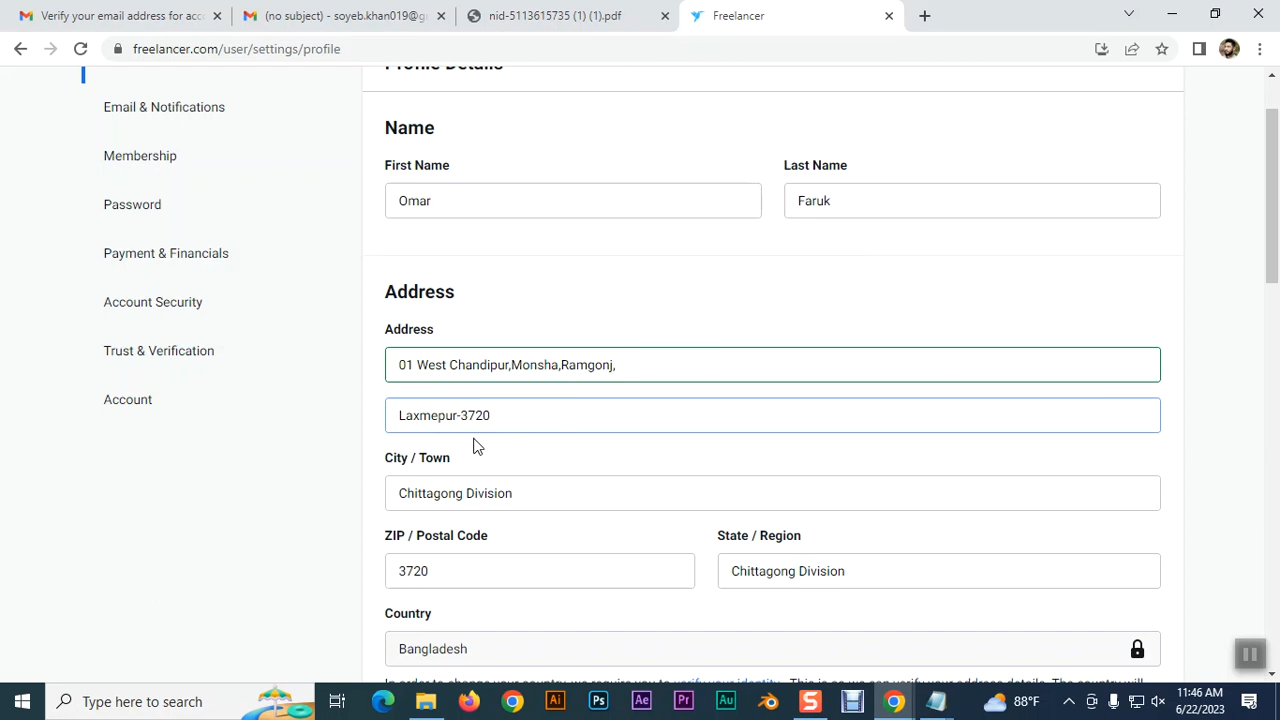 Verify your email address for acc
(no subject) - soyeb.khan019@g
nid-5113615735 (1) (1).pdf
Freelancer
freelancer.com/user/settings/profile
Profile Details
Email & Notifications
Membership
Password
Payment & Financials
Account Security
Trust & Verification
Account
Name
First Name
Last Name
Omar
Faruk
Address
Address
01 West Chandipur,Monsha,Ramgonj,
Laxmepur-3720
City / Town
Chittagong Division
ZIP / Postal Code
State / Region
3720
Chittagong Division
Country
Bangladesh
In order to change your country, we require you to verify your identity. This is so we can verify your address details. The country will
Type here to search
Ai
Ps
Ae
Pr
Au
S
88°F
11:46 AM
6/22/2023